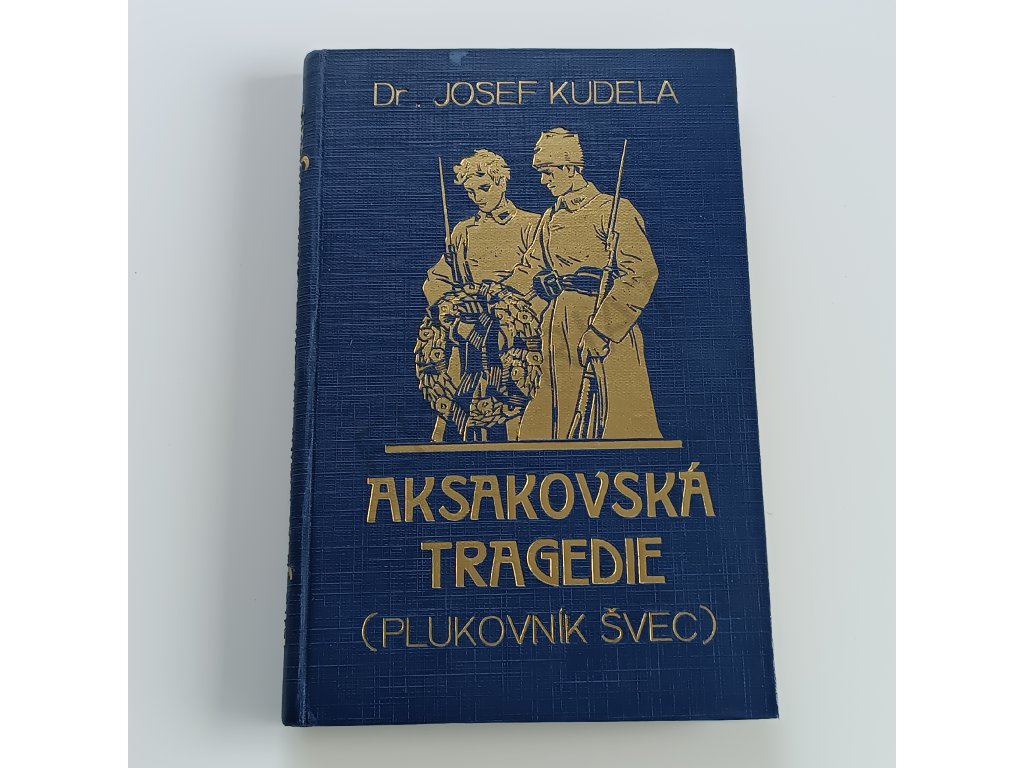 Dr. JOSEF KUDELA
AKSAKOVSKÁ
TRAGEDIE
(PLUKOVNÍK ŠVEC)